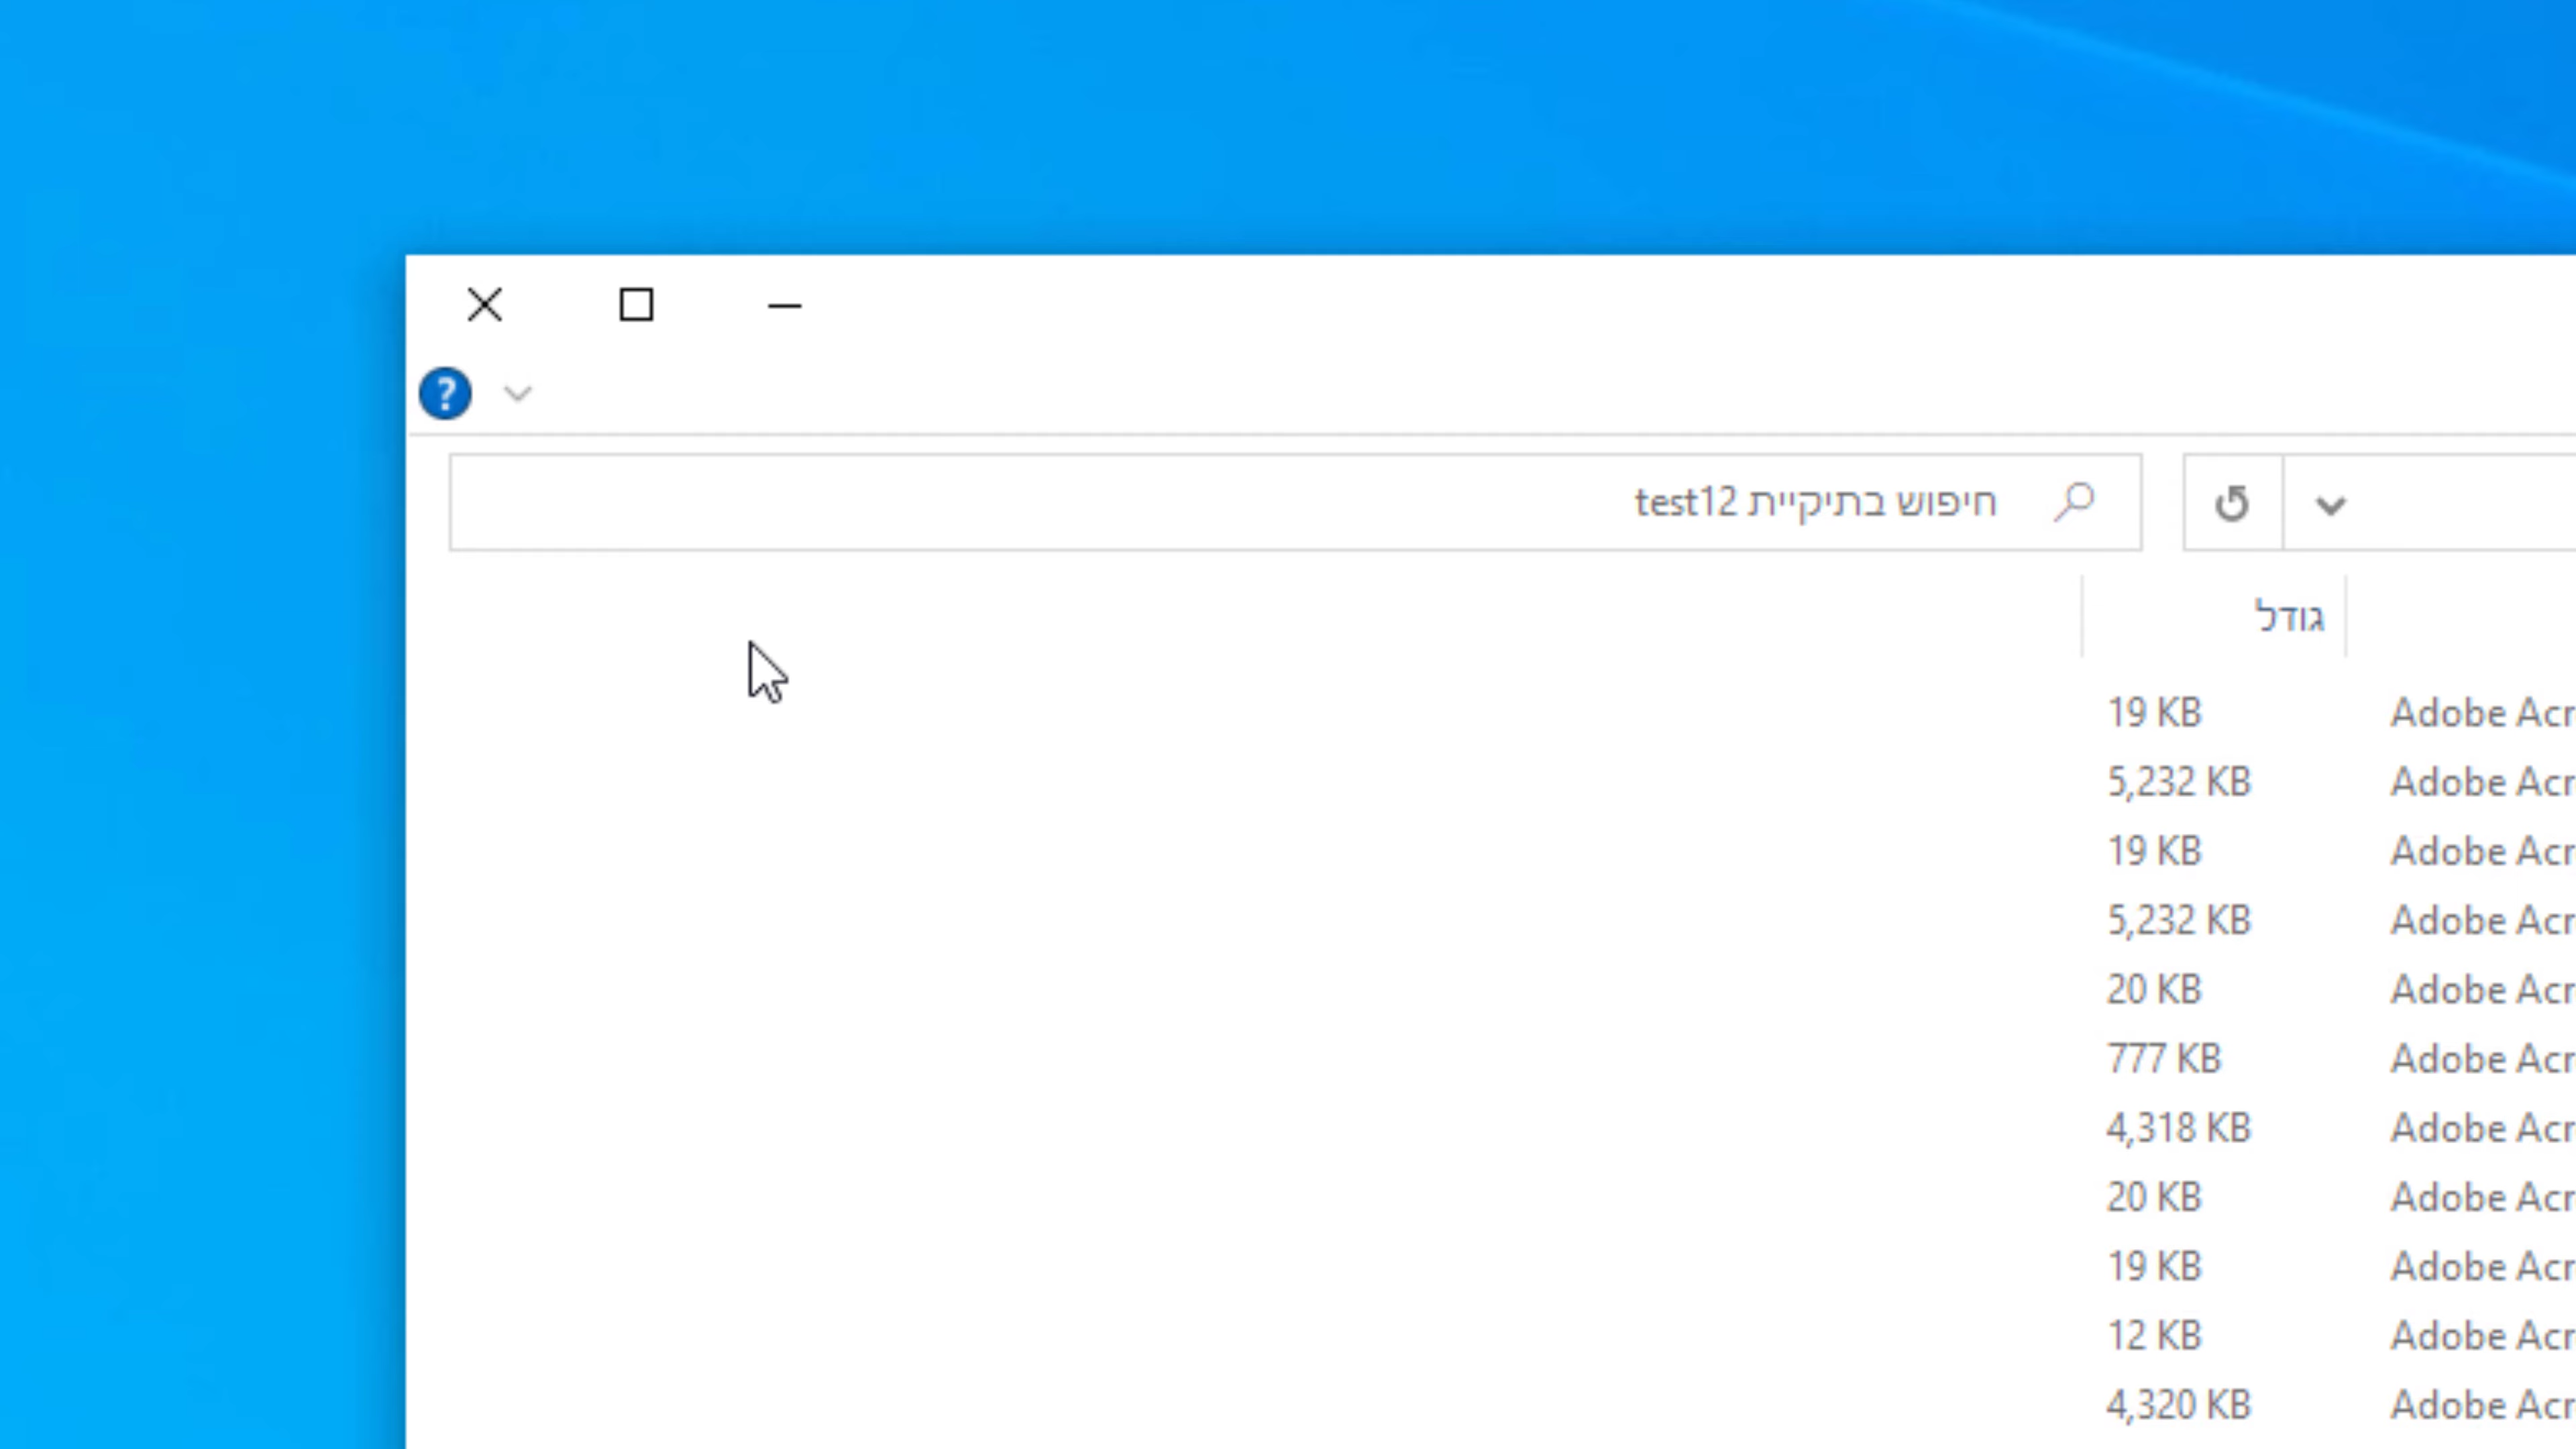 חיפוש בתיקיית test12
גודל
19 KB Adobe Acr
5,232 KB Adobe Acr
19 KB Adobe Acr
5,232 KB Adobe Acr
20 KB Adobe Acr
777 KB Adobe Acr
4,318 KB Adobe Acr
20 KB Adobe Acr
19 KB Adobe Acr
12 KB Adobe Acr
4,320 KB Adobe Acr